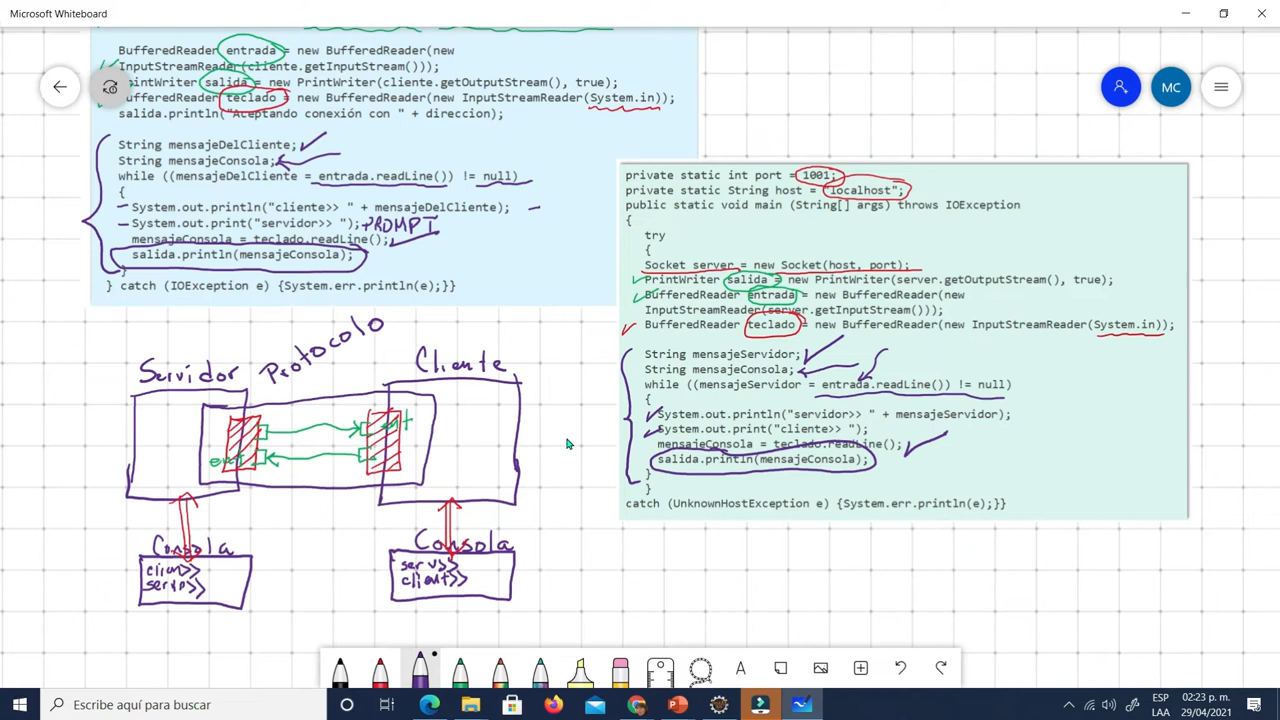 Microsoft Whiteboard
BufferedReader entrada = new BufferedReader(new
InputStreamReader(cliente.getInputStream()));
PrintWriter salida = new PrintWriter(cliente.getOutputStream(), true);
BufferedReader teclado = new BufferedReader(new InputStreamReader(System.in));
salida.println("Aceptando conexión con " + direccion);
String mensajeDelCliente;
String mensajeConsola;
while ((mensajeDelCliente = entrada.readLine()) != null)
{
System.out.println("cliente>> " + mensajeDelCliente);
System.out.print("servidor>> "); PROMPT
mensajeConsola = teclado.readLine();
salida.println(mensajeConsola);
}
} catch (IOException e) {System.err.println(e);}}
MC
private static int port = 1001;
private static String host = "localhost";
public static void main (String[] args) throws IOException
{
try
{
Socket server = new Socket(host, port);
PrintWriter salida = new PrintWriter(server.getOutputStream(), true);
BufferedReader entrada = new BufferedReader(new
InputStreamReader(server.getInputStream()));
BufferedReader teclado = new BufferedReader(new InputStreamReader(System.in));
String mensajeServidor;
String mensajeConsola;
while ((mensajeServidor = entrada.readLine()) != null)
{
System.out.println("servidor>> " + mensajeServidor);
System.out.print("cliente>> ");
mensajeConsola = teclado.readLine();
salida.println(mensajeConsola);
}
}
catch (UnknownHostException e) {System.err.println(e);}}
Servidor Protocolo Cliente
Consola
clien>>
serv>>
Consola
serv>>
client>>
Escribe aquí para buscar
ESP
LAA
02:23 p. m.
29/04/2021